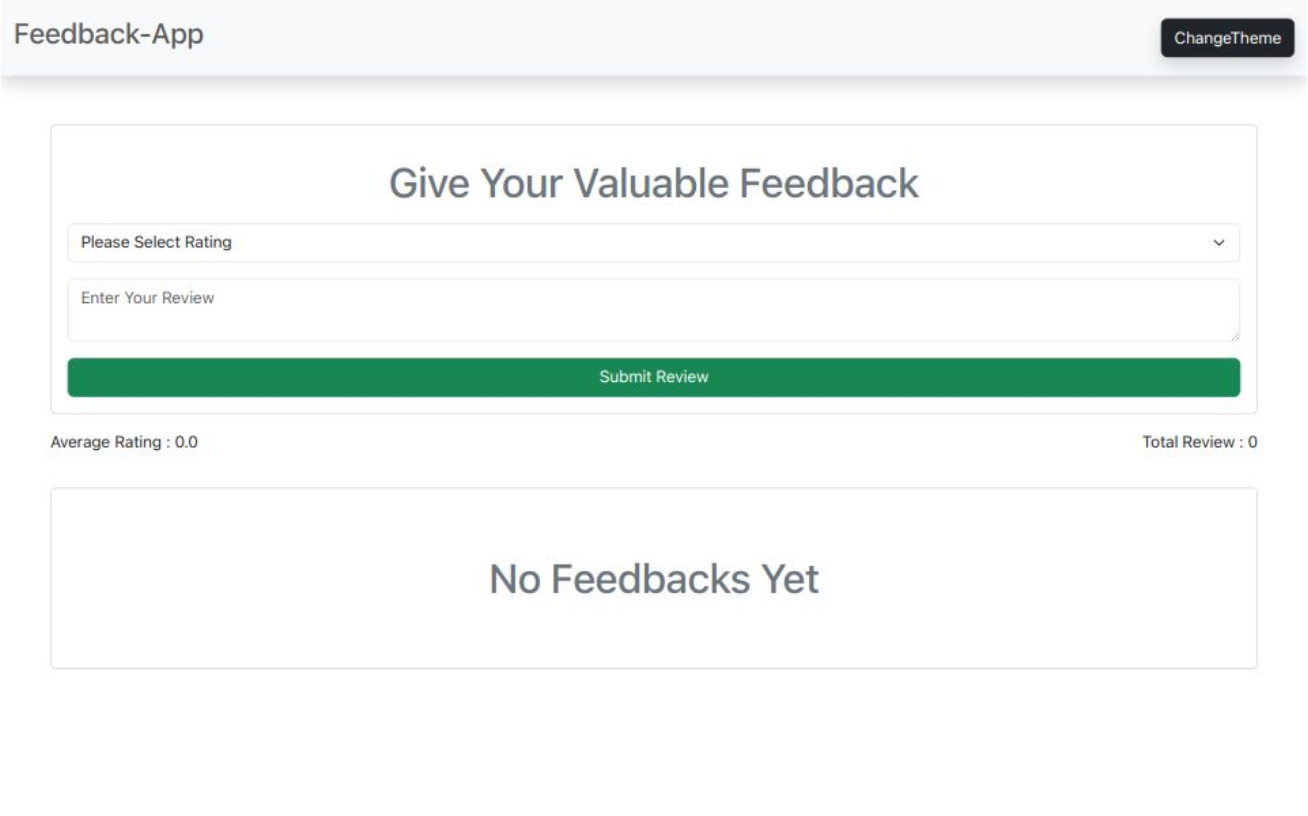 Feedback-App
ChangeTheme
Give Your Valuable Feedback
Please Select Rating
Enter Your Review
Submit Review
Average Rating : 0.0
Total Review : 0
No Feedbacks Yet